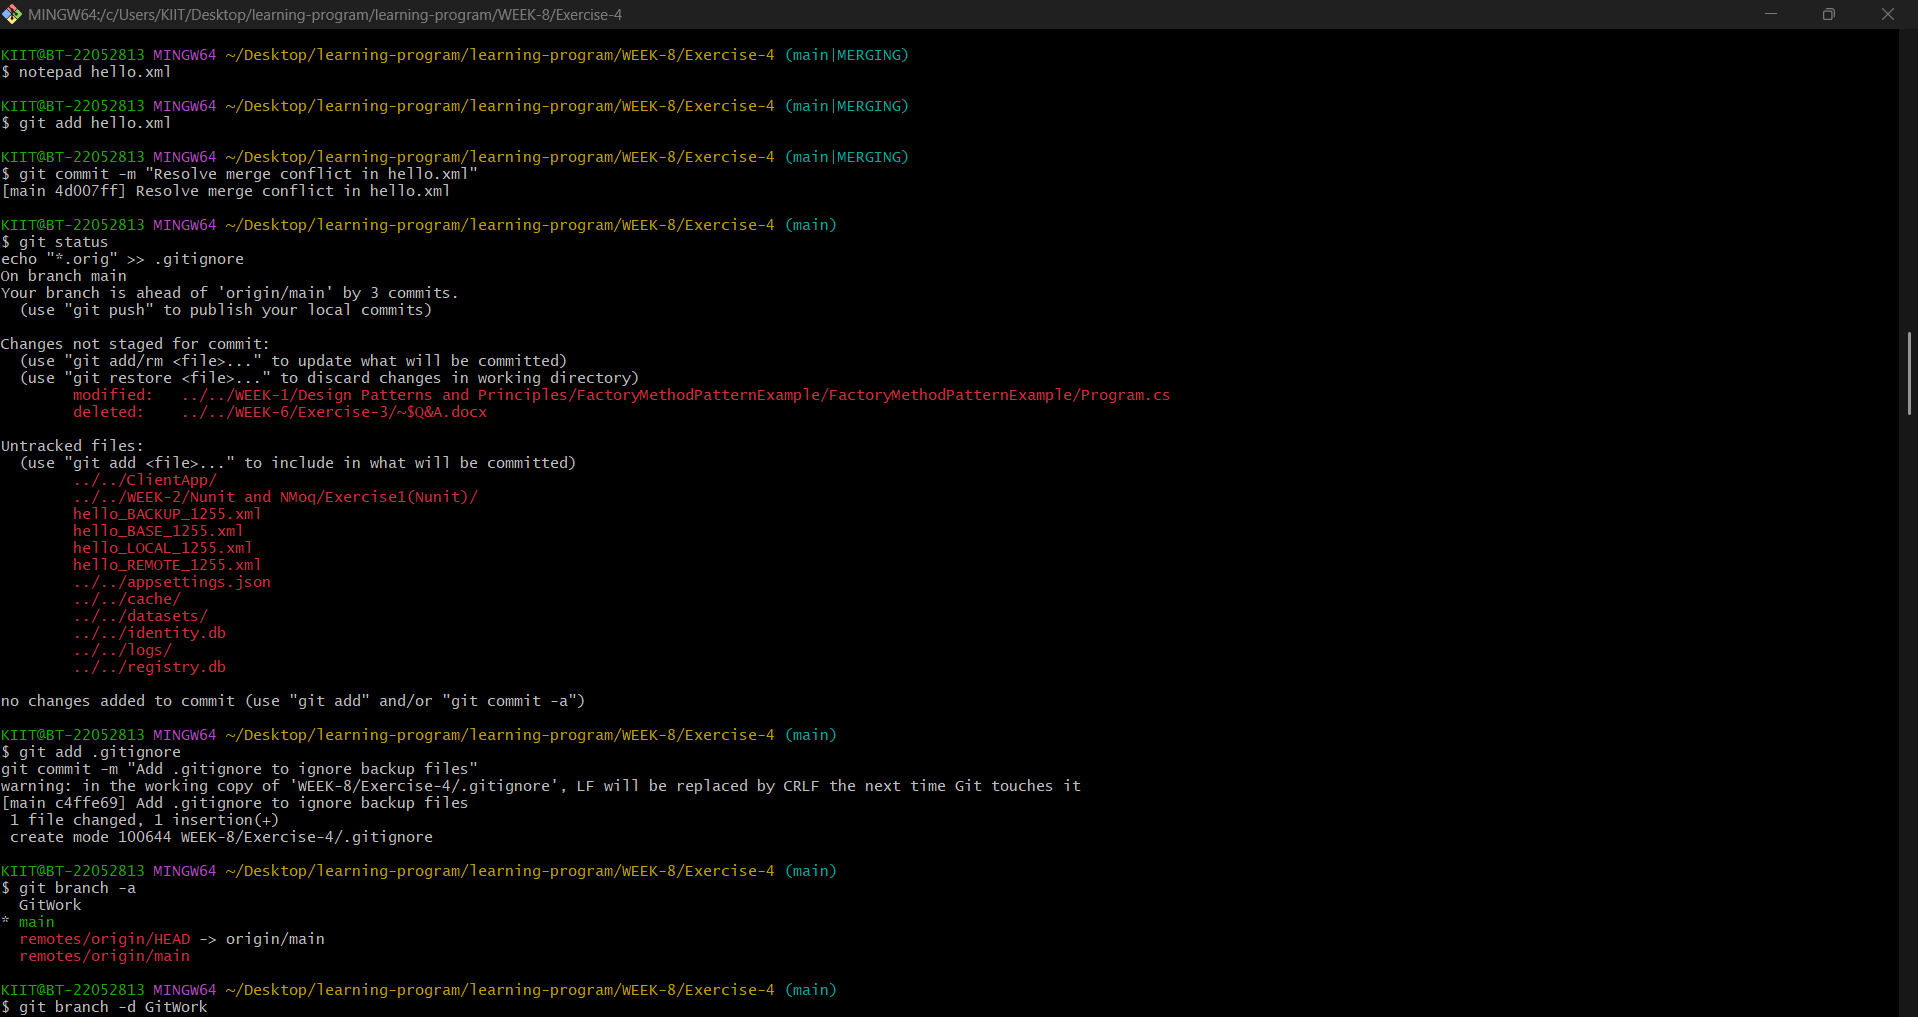 MINGW64:/c/Users/KIIT/Desktop/learning-program/learning-program/WEEK-8/Exercise-4
KIIT@BT-22052813 MINGW64 ~/Desktop/learning-program/learning-program/WEEK-8/Exercise-4 (main|MERGING)
$ notepad hello.xml
KIIT@BT-22052813 MINGW64 ~/Desktop/learning-program/learning-program/WEEK-8/Exercise-4 (main|MERGING)
$ git add hello.xml
KIIT@BT-22052813 MINGW64 ~/Desktop/learning-program/learning-program/WEEK-8/Exercise-4 (main|MERGING)
$ git commit -m "Resolve merge conflict in hello.xml"
[main 4d007ff] Resolve merge conflict in hello.xml
KIIT@BT-22052813 MINGW64 ~/Desktop/learning-program/learning-program/WEEK-8/Exercise-4 (main)
$ git status
echo "*.orig" >> .gitignore
On branch main
Your branch is ahead of 'origin/main' by 3 commits.
  (use "git push" to publish your local commits)
Changes not staged for commit:
  (use "git add/rm <file>..." to update what will be committed)
  (use "git restore <file>..." to discard changes in working directory)
        modified:   ../../WEEK-1/Design Patterns and Principles/FactoryMethodPatternExample/FactoryMethodPatternExample/Program.cs
        deleted:    ../../WEEK-6/Exercise-3/~$Q&A.docx
Untracked files:
  (use "git add <file>..." to include in what will be committed)
        ../../ClientApp/
        ../../WEEK-2/Nunit and NMoq/Exercise1(Nunit)/
        hello_BACKUP_1255.xml
        hello_BASE_1255.xml
        hello_LOCAL_1255.xml
        hello_REMOTE_1255.xml
        ../../appsettings.json
        ../../cache/
        ../../datasets/
        ../../identity.db
        ../../logs/
        ../../registry.db
no changes added to commit (use "git add" and/or "git commit -a")
KIIT@BT-22052813 MINGW64 ~/Desktop/learning-program/learning-program/WEEK-8/Exercise-4 (main)
$ git add .gitignore
git commit -m "Add .gitignore to ignore backup files"
warning: in the working copy of 'WEEK-8/Exercise-4/.gitignore', LF will be replaced by CRLF the next time Git touches it
[main c4ffe69] Add .gitignore to ignore backup files
 1 file changed, 1 insertion(+)
 create mode 100644 WEEK-8/Exercise-4/.gitignore
KIIT@BT-22052813 MINGW64 ~/Desktop/learning-program/learning-program/WEEK-8/Exercise-4 (main)
$ git branch -a
  GitWork
* main
  remotes/origin/HEAD -> origin/main
  remotes/origin/main
KIIT@BT-22052813 MINGW64 ~/Desktop/learning-program/learning-program/WEEK-8/Exercise-4 (main)
$ git branch -d GitWork